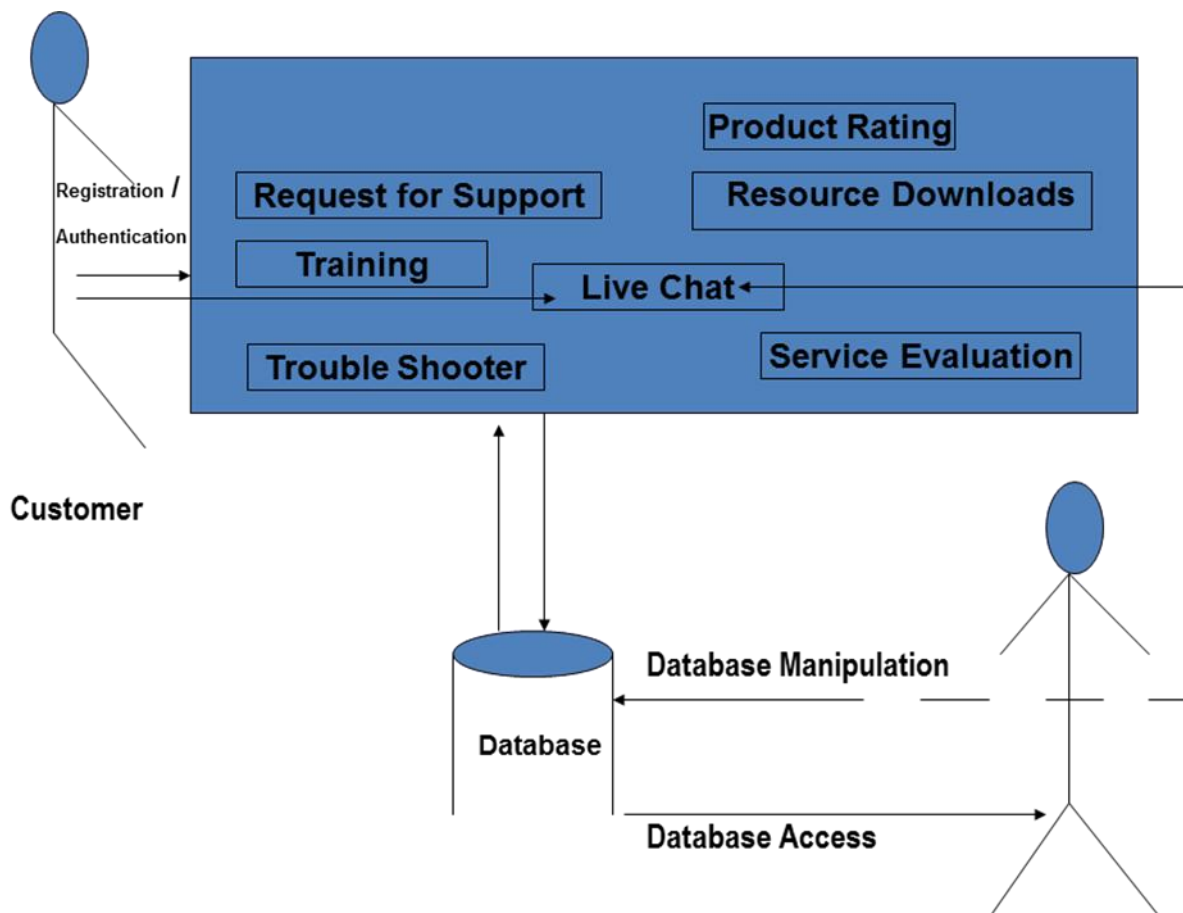 Product Rating
Registration /
Authentication
Request for Support
Resource Downloads
Training
Live Chat
Trouble Shooter
Service Evaluation
Customer
Database Manipulation
Database
Database Access